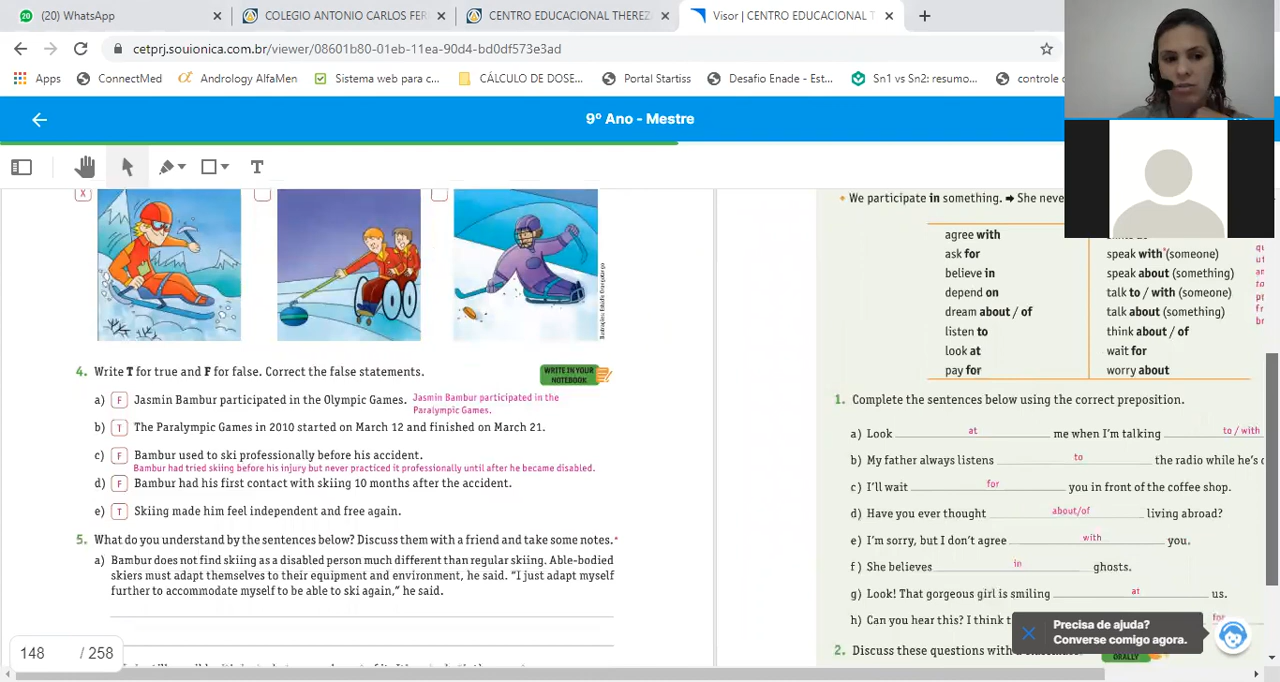 (20) WhatsApp
COLEGIO ANTONIO CARLOS FER
CENTRO EDUCACIONAL THEREZ
Visor | CENTRO EDUCACIONAL T
cetprj.souionica.com.br/viewer/08601b80-01eb-11ea-90d4-bd0df573e3ad
Apps ConnectMed Andrology AlfaMen Sistema web para c... CÁLCULO DE DOSE... Portal Startiss Desafio Enade - Est... Sn1 vs Sn2: resumo... controle c
9º Ano - Mestre
T
X
4. Write T for true and F for false. Correct the false statements.
WRITE IN YOUR
NOTEBOOK
a) F Jasmin Bambur participated in the Olympic Games. Jasmin Bambur participated in the
Paralympic Games.
b) T The Paralympic Games in 2010 started on March 12 and finished on March 21.
c) F Bambur used to ski professionally before his accident.
Bambur had tried skiing before his injury but never practiced it professionally until after he became disabled.
d) F Bambur had his first contact with skiing 10 months after the accident.
e) T Skiing made him feel independent and free again.
5. What do you understand by the sentences below? Discuss them with a friend and take some notes.*
a) Bambur does not find skiing as a disabled person much different than regular skiing. Able-bodied
skiers must adapt themselves to their equipment and environment, he said. “I just adapt myself
further to accommodate myself to be able to ski again,” he said.
148 / 258
• We participate in something. ➡ She neve
agree with
ask for
believe in
depend on
dream about / of
listen to
look at
pay for
speak with* (someone)
speak about (something)
talk to / with (someone)
talk about (something)
think about / of
wait for
worry about
1. Complete the sentences below using the correct preposition.
a) Look at me when I’m talking to / with
b) My father always listens to the radio while he’s
c) I’ll wait for you in front of the coffee shop.
d) Have you ever thought about/of living abroad?
e) I’m sorry, but I don’t agree with you.
f) She believes in ghosts.
g) Look! That gorgeous girl is smiling at us.
h) Can you hear this? I think t for
2. Discuss these questions with a
ORALLY
Precisa de ajuda?
Converse comigo agora.